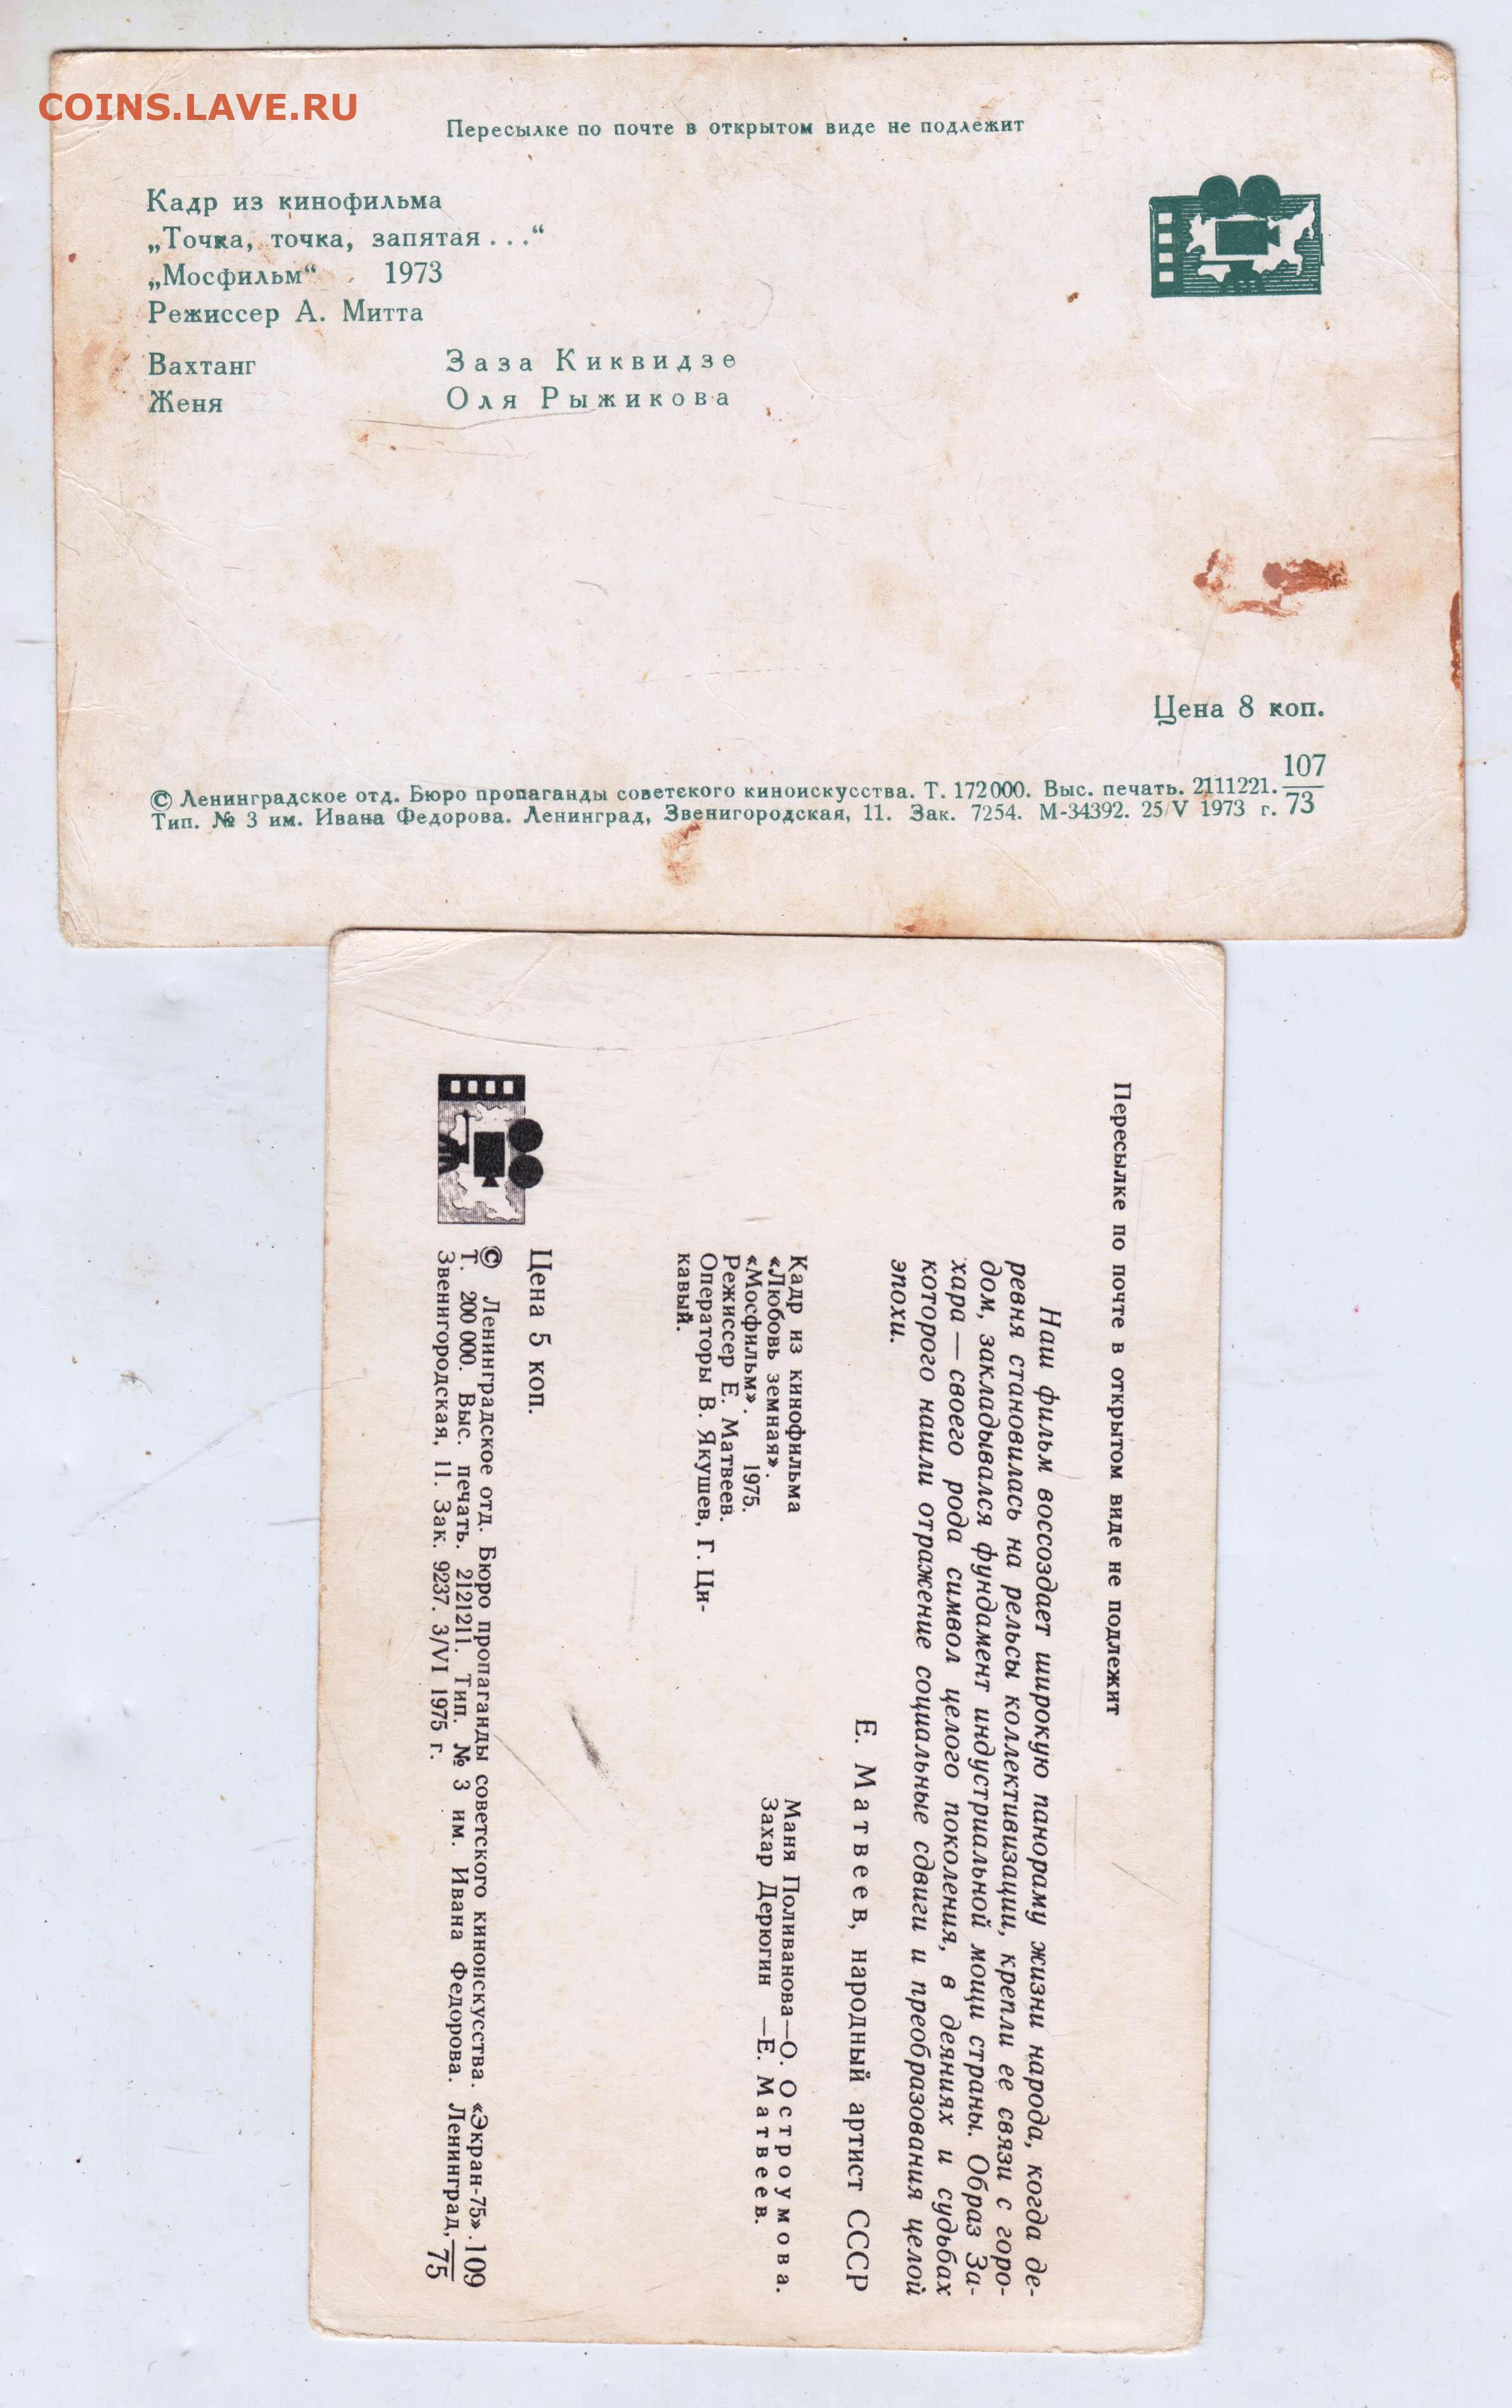 COINS.LAVE.RU
Пересылке по почте в открытом виде не подлежит
Кадр из кинофильма
„Точка, точка, запятая...“
„Мосфильм“ 1973
Режиссер А. Митта
Вахтанг Заза Киквидзе
Женя Оля Рыжикова
Цена 8 коп.
© Ленинградское отд. Бюро пропаганды советского киноискусства. Т. 172000. Выс. печать. 2111221. 107
Тип. № 3 им. Ивана Федорова. Ленинград, Звенигородская, 11. Зак. 7254. М-34392. 25/V 1973 г. 73
Пересылке по почте в открытом виде не подлежит
Наш фильм воссоздает широкую панораму жизни народа, когда де-
ревня становилась на рельсы коллективизации, крепли ее связи с горо-
дом, закладывался фундамент индустриальной мощи страны. Образ За-
хара — своего рода символ целого поколения, в деяниях и судьбах
которого нашли отражение социальные сдвиги и преобразования целой
эпохи.
Е. Матвеев, народный артист СССР
Кадр из кинофильма
«Любовь земная».
«Мосфильм». 1975.
Режиссер Е. Матвеев.
Операторы В. Якушев, Г. Ци-
кавый.
Маня Поливанова—О. Остроумова.
Захар Дерюгин —Е. Матвеев.
Цена 5 коп.
© Ленинградское отд. Бюро пропаганды советского киноискусства. «Экран-75». 109
Т. 200 000. Выс. печать. 2121211. Тип. № 3 им. Ивана Федорова. Ленинград, 75
Звенигородская, 11. Зак. 9237. 3/VI 1975 г.